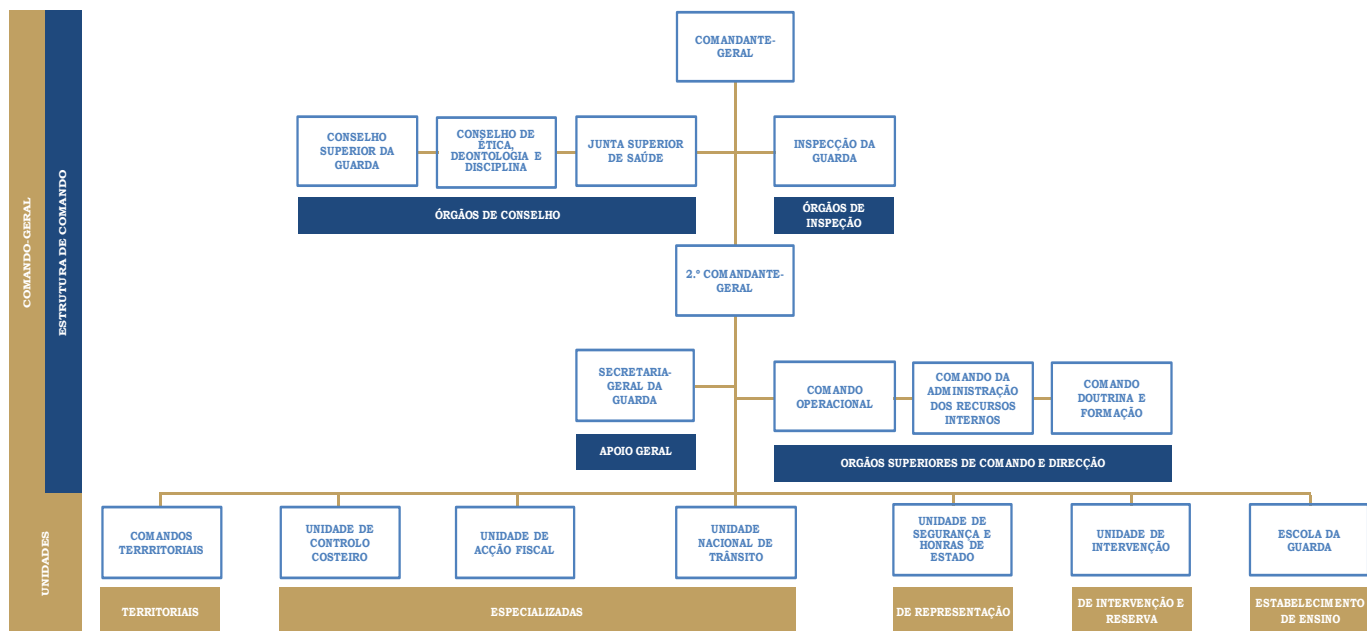 COMANDO-GERAL
ESTRUTURA DE COMANDO
COMANDANTE-
GERAL
CONSELHO
SUPERIOR DA
GUARDA
CONSELHO DE
ÉTICA,
DEONTOLOGIA E
DISCIPLINA
JUNTA SUPERIOR
DE SAÚDE
INSPECÇÃO DA
GUARDA
ÓRGÃOS DE CONSELHO
ÓRGÃOS DE
INSPEÇÃO
2.º COMANDANTE-
GERAL
SECRETARIA-
GERAL DA
GUARDA
COMANDO
OPERACIONAL
COMANDO DA
ADMINISTRAÇÃO
DOS RECURSOS
INTERNOS
COMANDO
DOUTRINA E
FORMAÇÃO
APOIO GERAL
ORGÃOS SUPERIORES DE COMANDO E DIRECÇÃO
UNIDADES
COMANDOS
TERRRITORIAIS
UNIDADE DE
CONTROLO
COSTEIRO
UNIDADE DE
ACÇÃO FISCAL
UNIDADE
NACIONAL DE
TRÂNSITO
UNIDADE DE
SEGURANÇA E
HONRAS DE
ESTADO
UNIDADE DE
INTERVENÇÃO
ESCOLA DA
GUARDA
TERRITORIAIS
ESPECIALIZADAS
DE REPRESENTAÇÃO
DE INTERVENÇÃO E
RESERVA
ESTABELECIMENTO
DE ENSINO